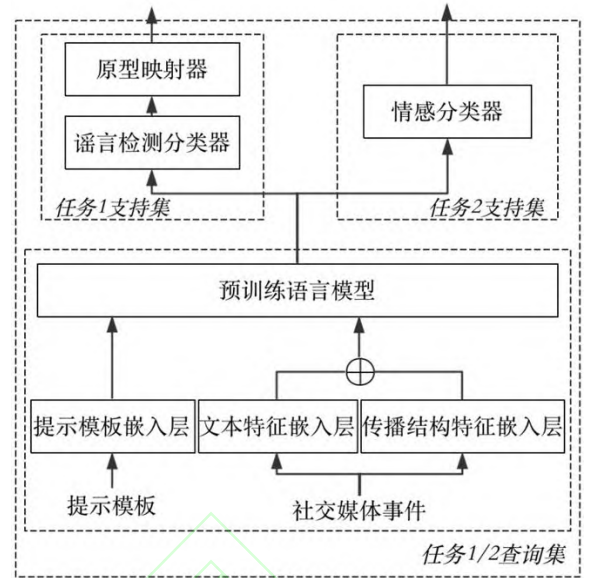 原型映射器
谣言检测分类器
情感分类器
任务1支持集
任务2支持集
预训练语言模型
提示模板嵌入层
文本特征嵌入层
传播结构特征嵌入层
提示模板
社交媒体事件
任务1/2查询集